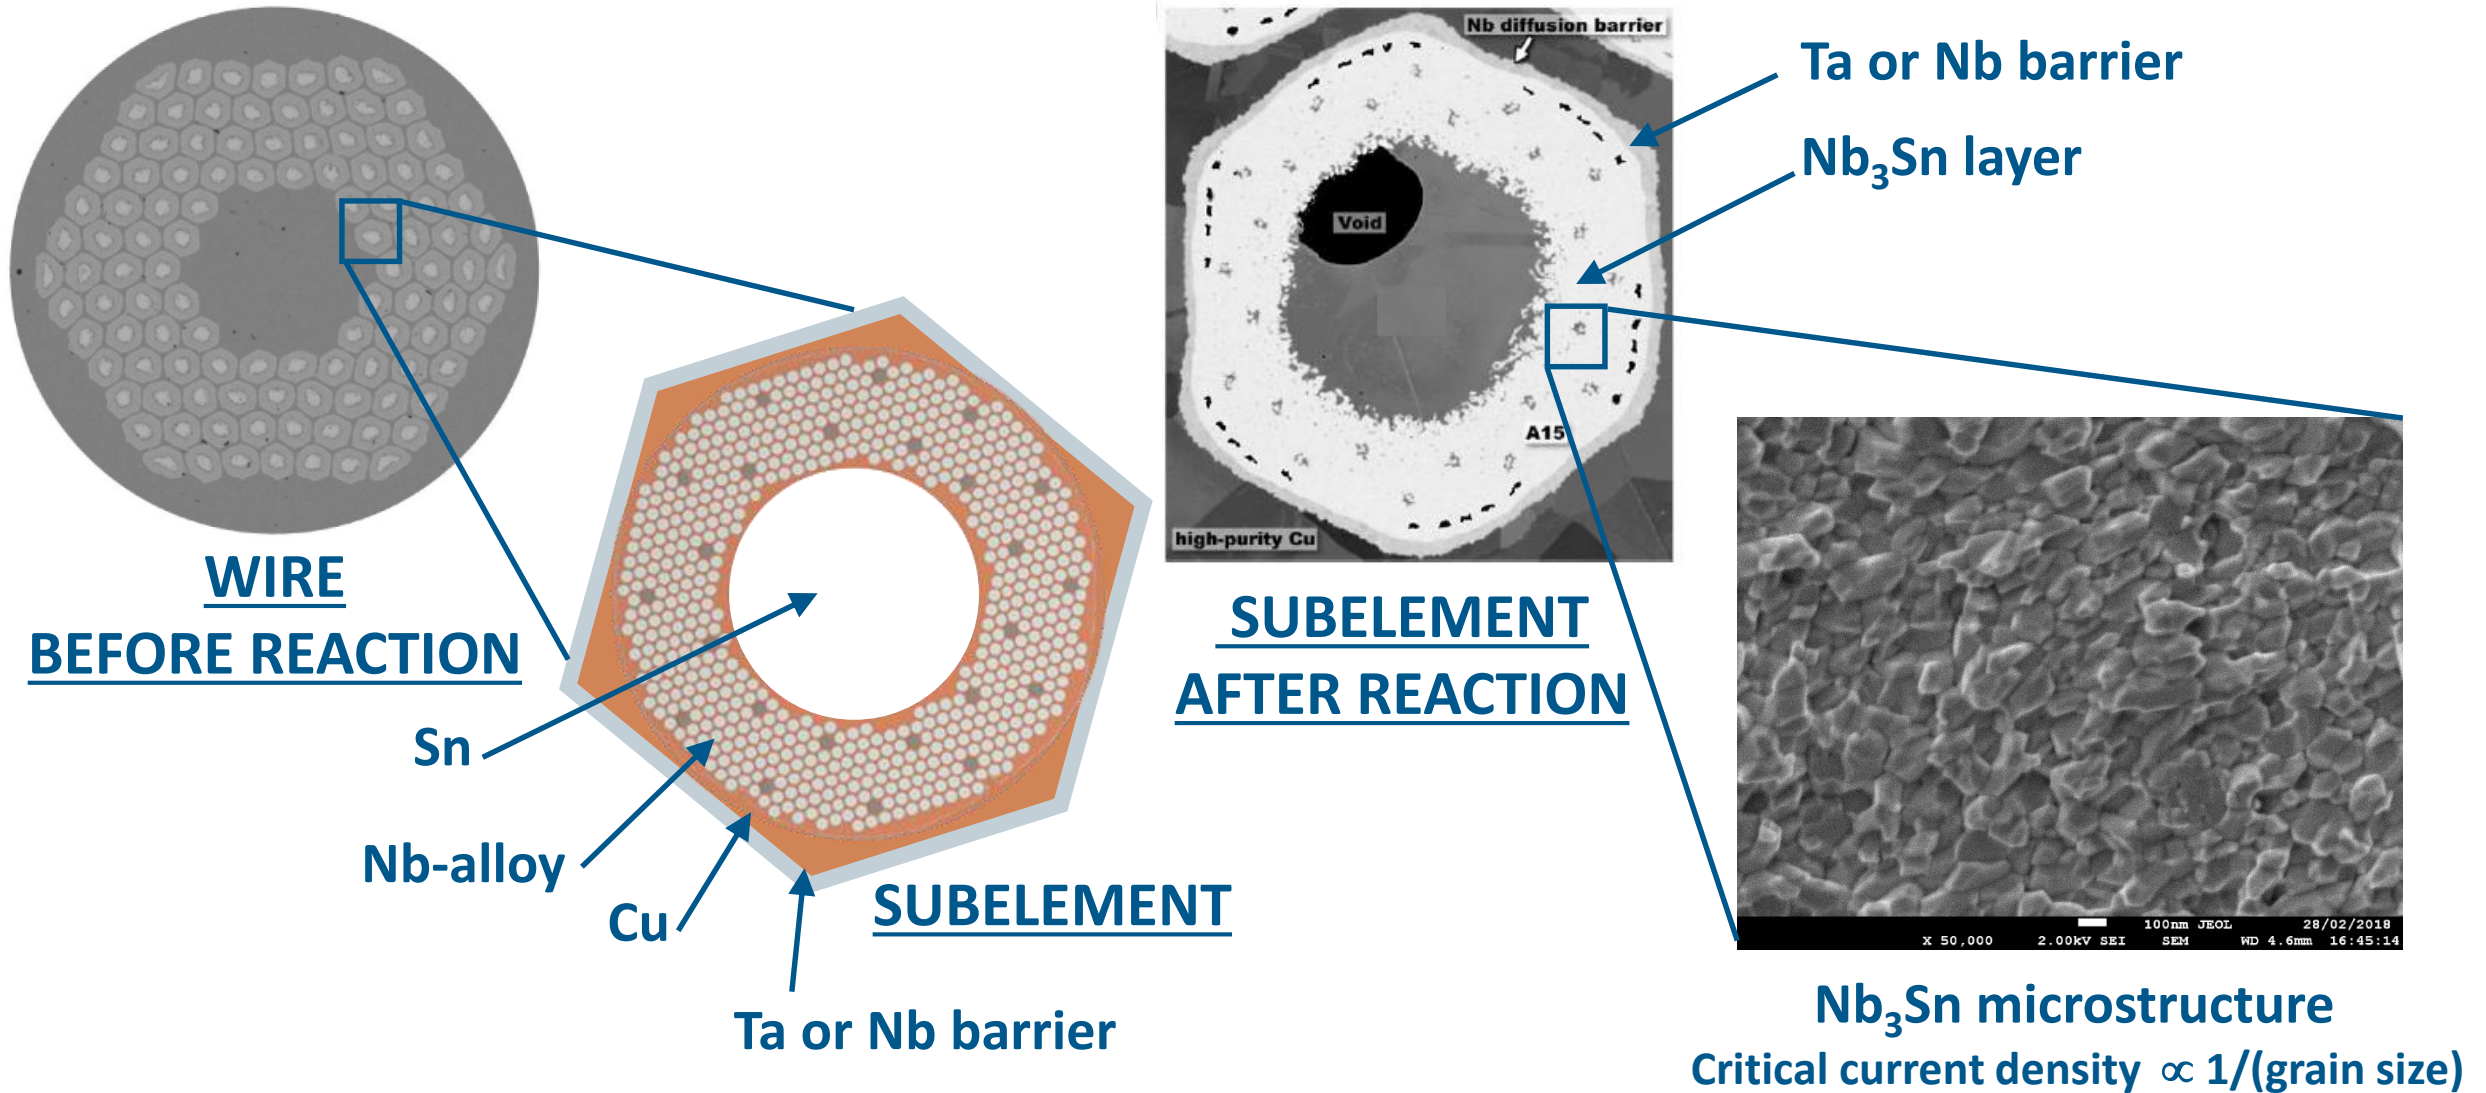 WIRE
BEFORE REACTION
Sn
Nb-alloy
Cu
Ta or Nb barrier
SUBELEMENT
Nb diffusion barrier
Void
A15
high-purity Cu
SUBELEMENT
AFTER REACTION
Ta or Nb barrier
Nb₃Sn layer
100nm JEOL 28/02/2018
X 50,000 2.00kV SEI SEM WD 4.6mm 16:45:14
Nb₃Sn microstructure
Critical current density ∝ 1/(grain size)